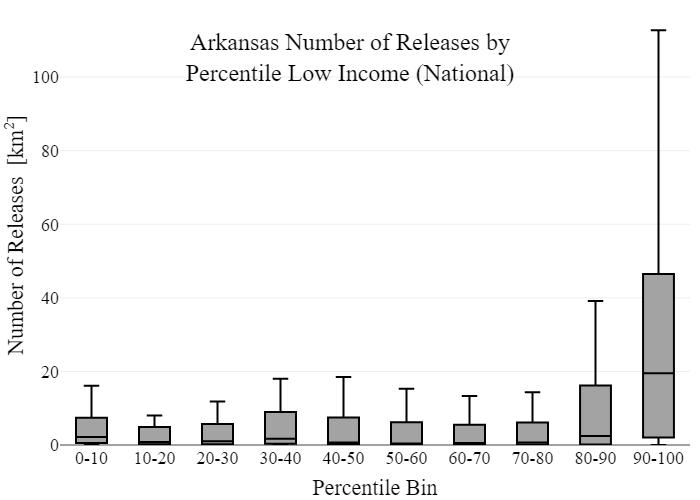 Arkansas Number of Releases by
Percentile Low Income (National)
Number of Releases [km²]
100
80
60
40
20
0
0-10 10-20 20-30 30-40 40-50 50-60 60-70 70-80 80-90 90-100
Percentile Bin